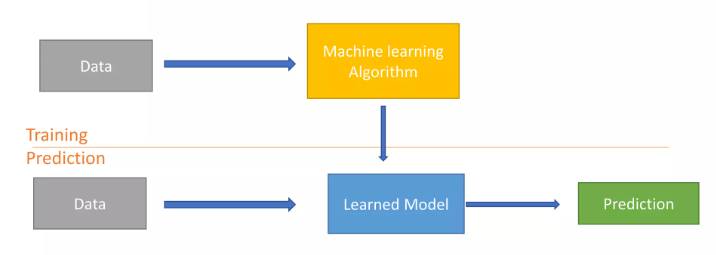 Data
Machine learning
Algorithm
Training
Prediction
Data
Learned Model
Prediction